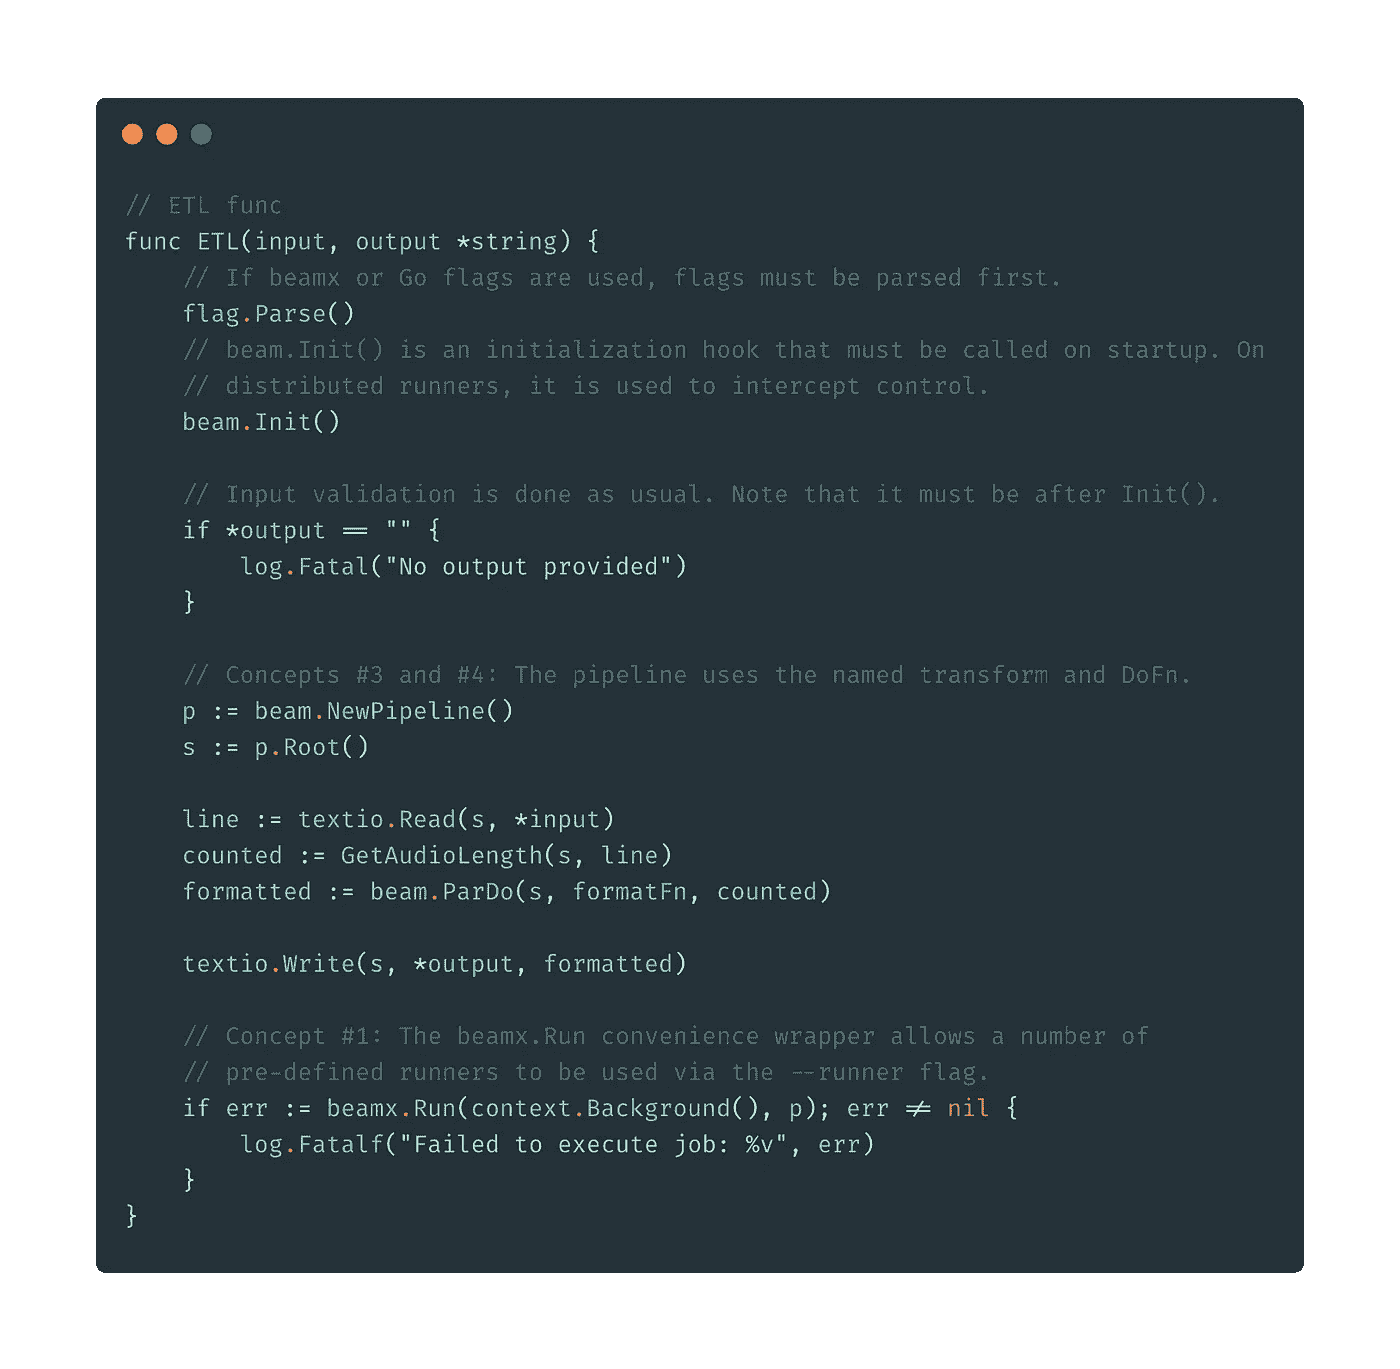 // ETL func
func ETL(input, output *string) {
    // If beamx or Go flags are used, flags must be parsed first.
    flag.Parse()
    // beam.Init() is an initialization hook that must be called on startup. On
    // distributed runners, it is used to intercept control.
    beam.Init()

    // Input validation is done as usual. Note that it must be after Init().
    if *output == "" {
        log.Fatal("No output provided")
    }

    // Concepts #3 and #4: The pipeline uses the named transform and DoFn.
    p := beam.NewPipeline()
    s := p.Root()

    line := textio.Read(s, *input)
    counted := GetAudioLength(s, line)
    formatted := beam.ParDo(s, formatFn, counted)

    textio.Write(s, *output, formatted)

    // Concept #1: The beamx.Run convenience wrapper allows a number of
    // pre-defined runners to be used via the --runner flag.
    if err := beamx.Run(context.Background(), p); err != nil {
        log.Fatalf("Failed to execute job: %v", err)
    }
}